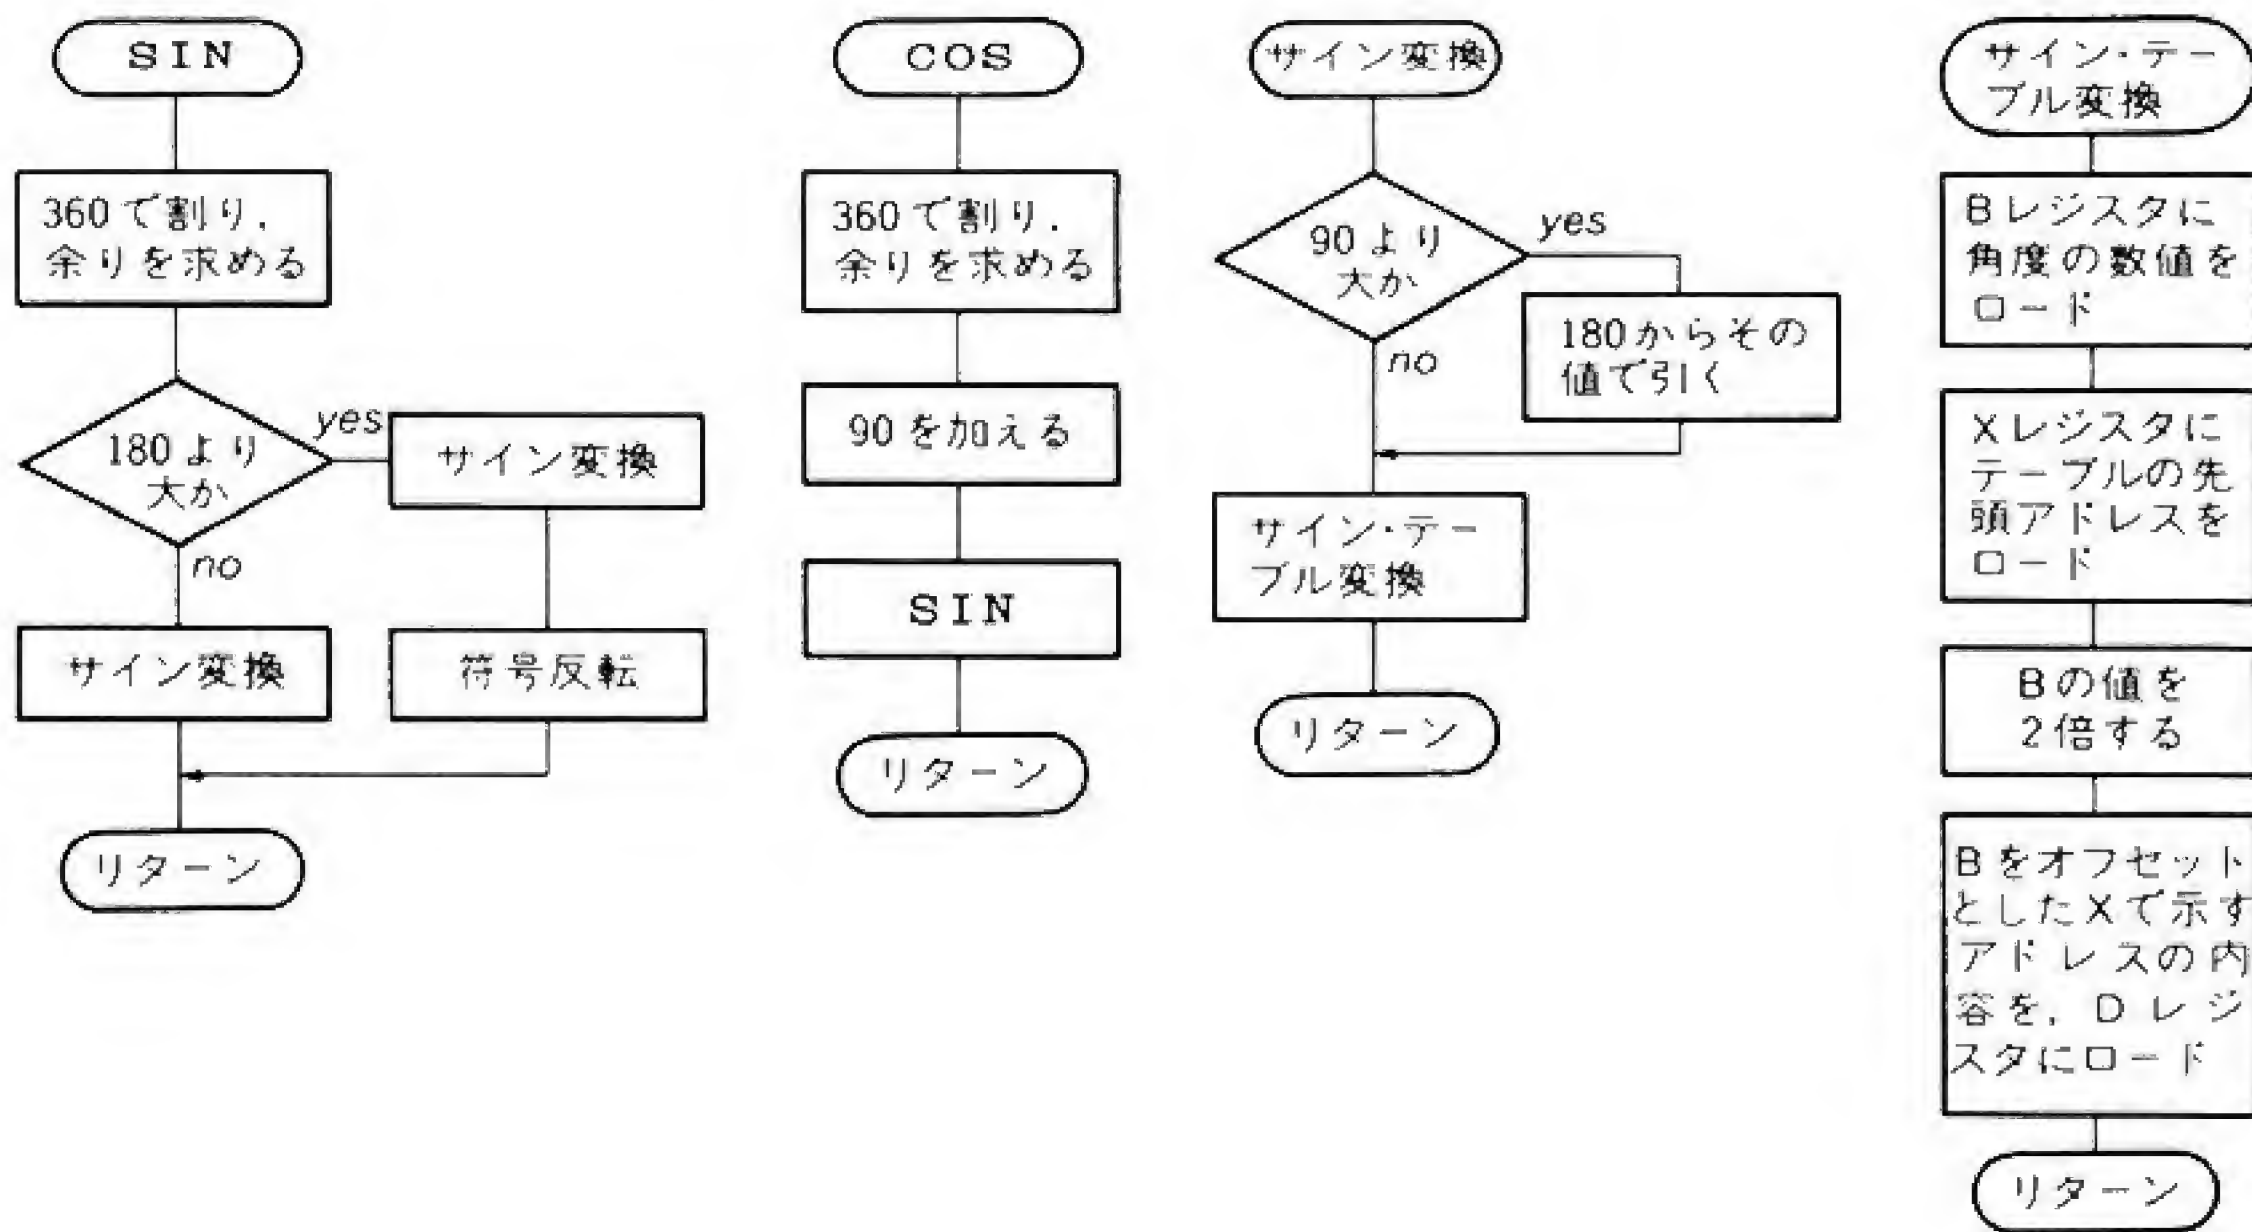 SIN
360で割り,
余りを求める
180より
大か
yes
サイン変換
no
サイン変換
符号反転
リターン
COS
360で割り,
余りを求める
90を加える
SIN
リターン
サイン変換
90より
大か
yes
180からその
値で引く
no
サイン・テー
ブル変換
リターン
サイン・テー
ブル変換
Bレジスタに
角度の数値を
ロード
Xレジスタに
テーブルの先
頭アドレスを
ロード
Bの値を
2倍する
Bをオフセット
としたXで示す
アドレスの内
容を,Dレジ
スタにロード
リターン